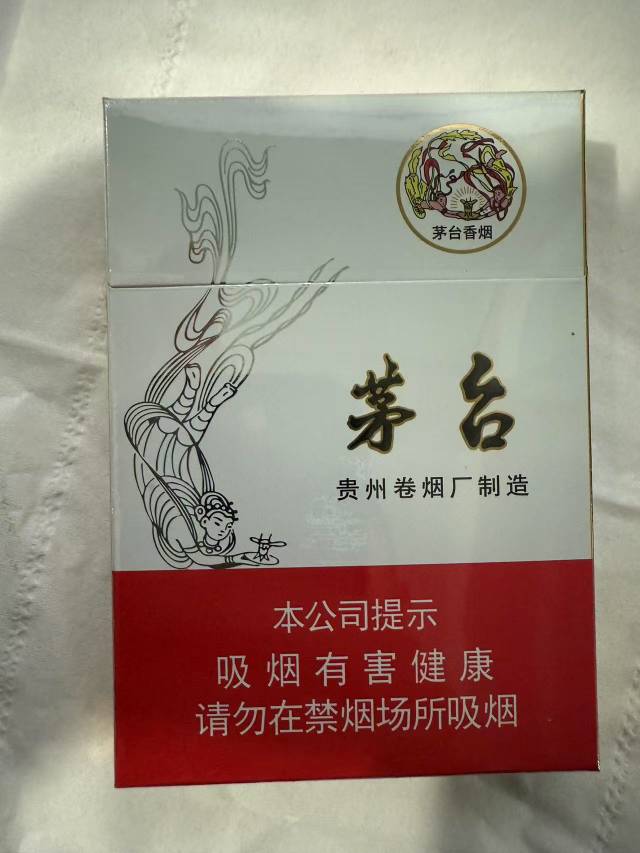 茅台香烟
茅台
贵州卷烟厂制造
本公司提示
吸烟有害健康
请勿在禁烟场所吸烟